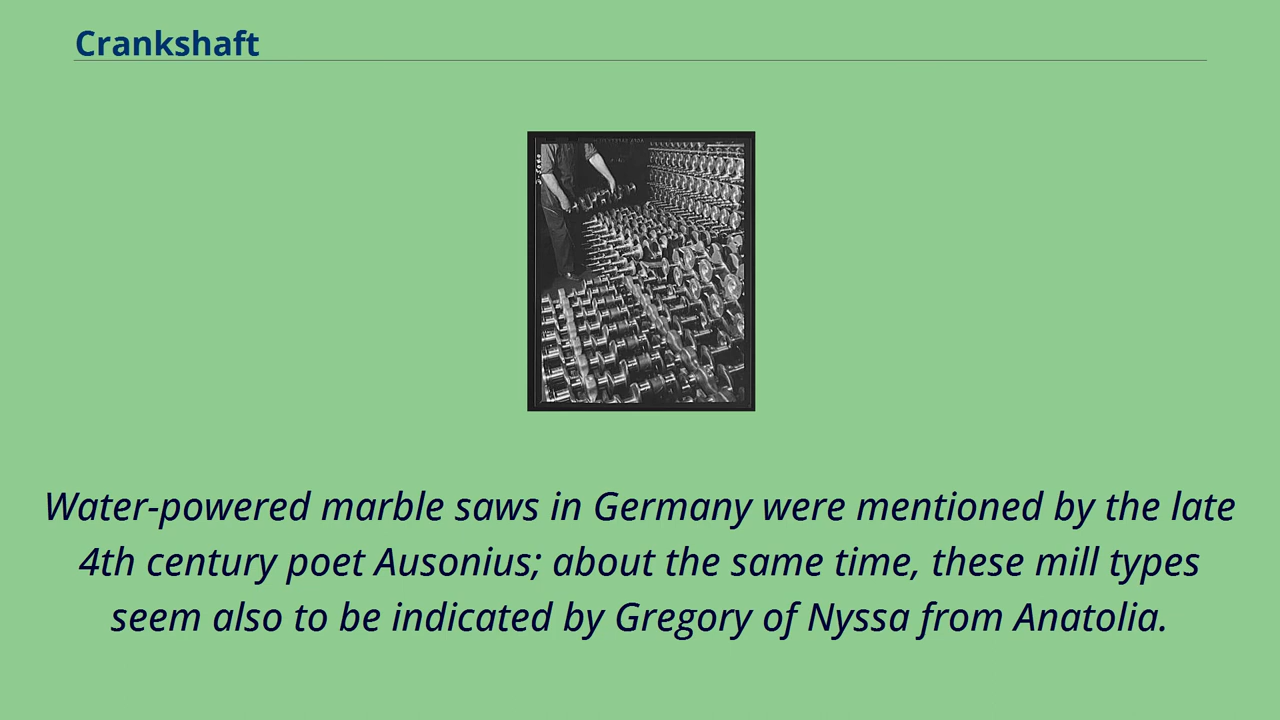 Crankshaft
Water-powered marble saws in Germany were mentioned by the late
4th century poet Ausonius; about the same time, these mill types
seem also to be indicated by Gregory of Nyssa from Anatolia.